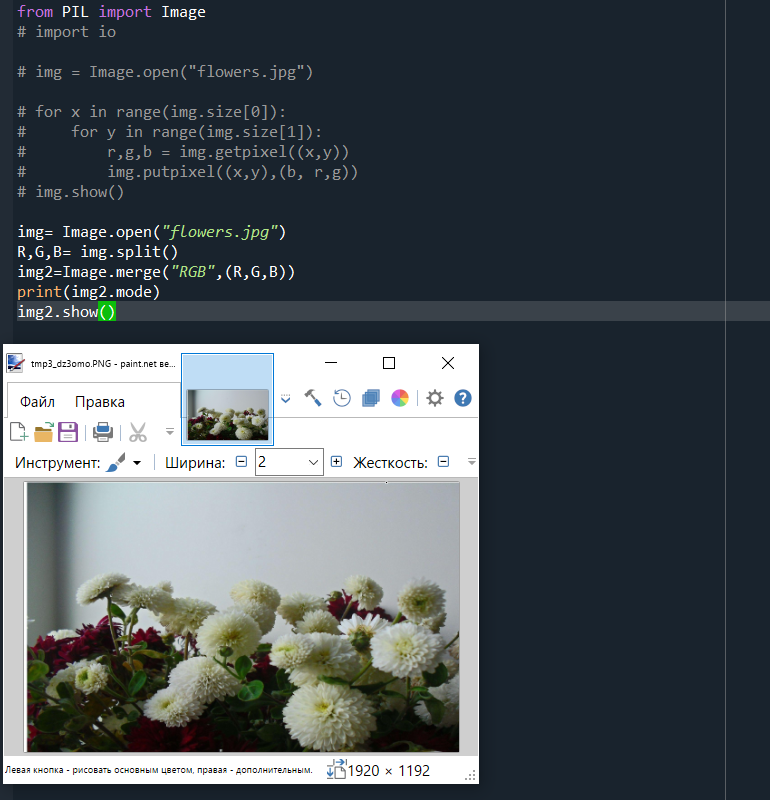 from PIL import Image
# import io
# img = Image.open("flowers.jpg")
# for x in range(img.size[0]):
#     for y in range(img.size[1]):
#         r,g,b = img.getpixel((x,y))
#         img.putpixel((x,y),(b, r,g))
# img.show()
img= Image.open("flowers.jpg")
R,G,B= img.split()
img2=Image.merge("RGB",(R,G,B))
print(img2.mode)
img2.show()
tmp3_dz3omo.PNG - paint.net ве...
Файл Правка
Инструмент: Ширина: 2 Жесткость:
Левая кнопка - рисовать основным цветом, правая - дополнительным. 1920 × 1192